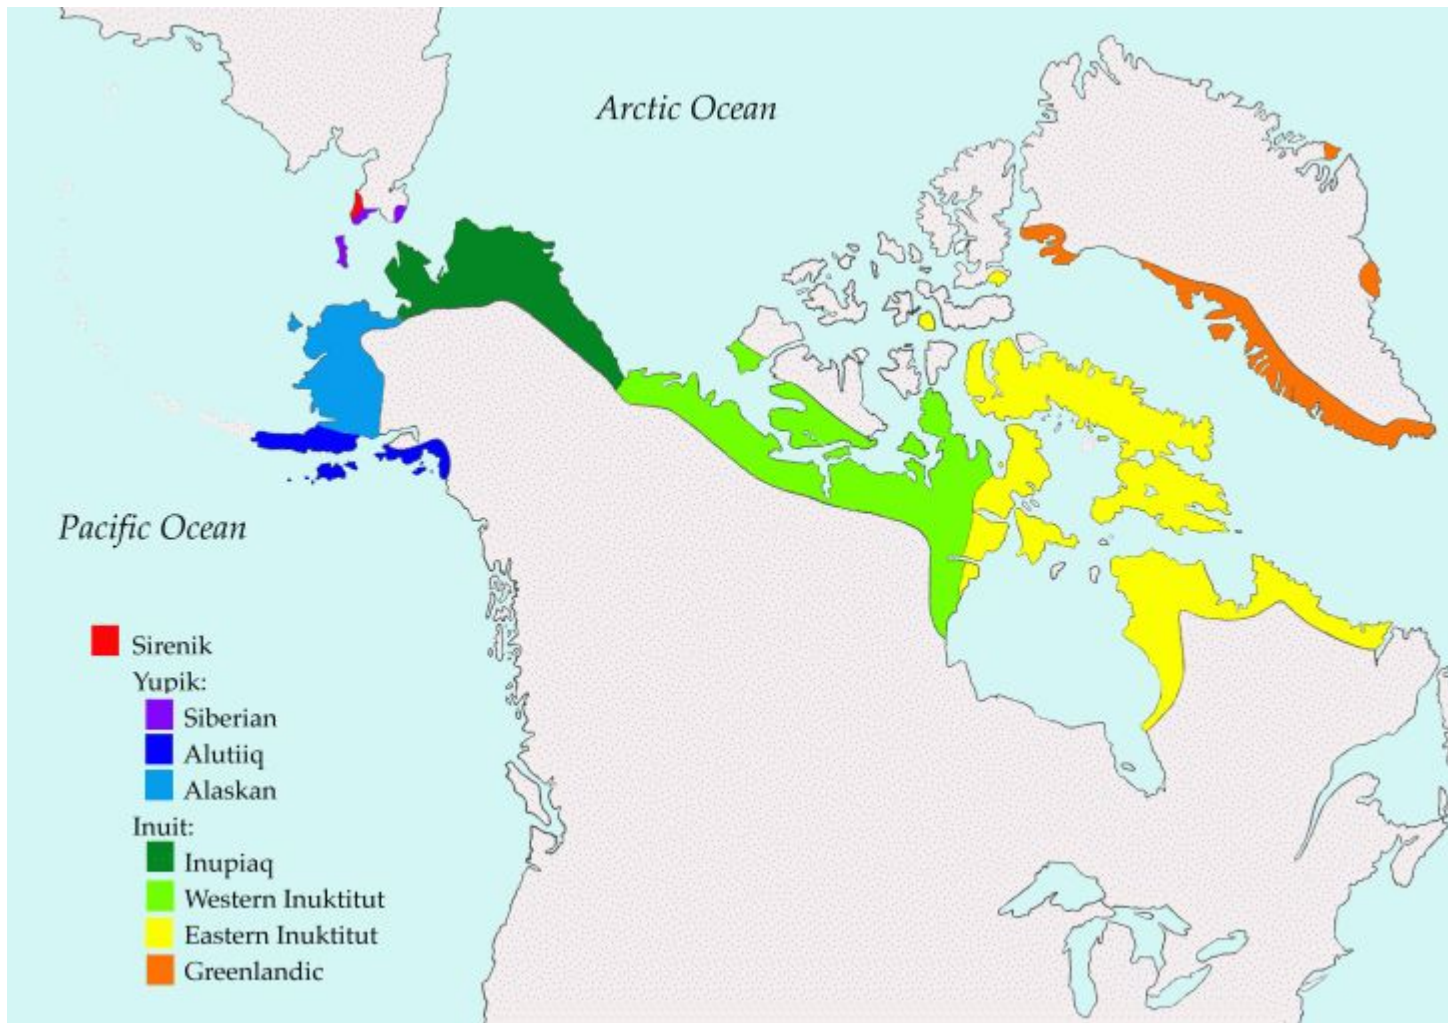 Arctic Ocean
Pacific Ocean
Sirenik
Yupik:
Siberian
Alutiiq
Alaskan
Inuit:
Inupiaq
Western Inuktitut
Eastern Inuktitut
Greenlandic